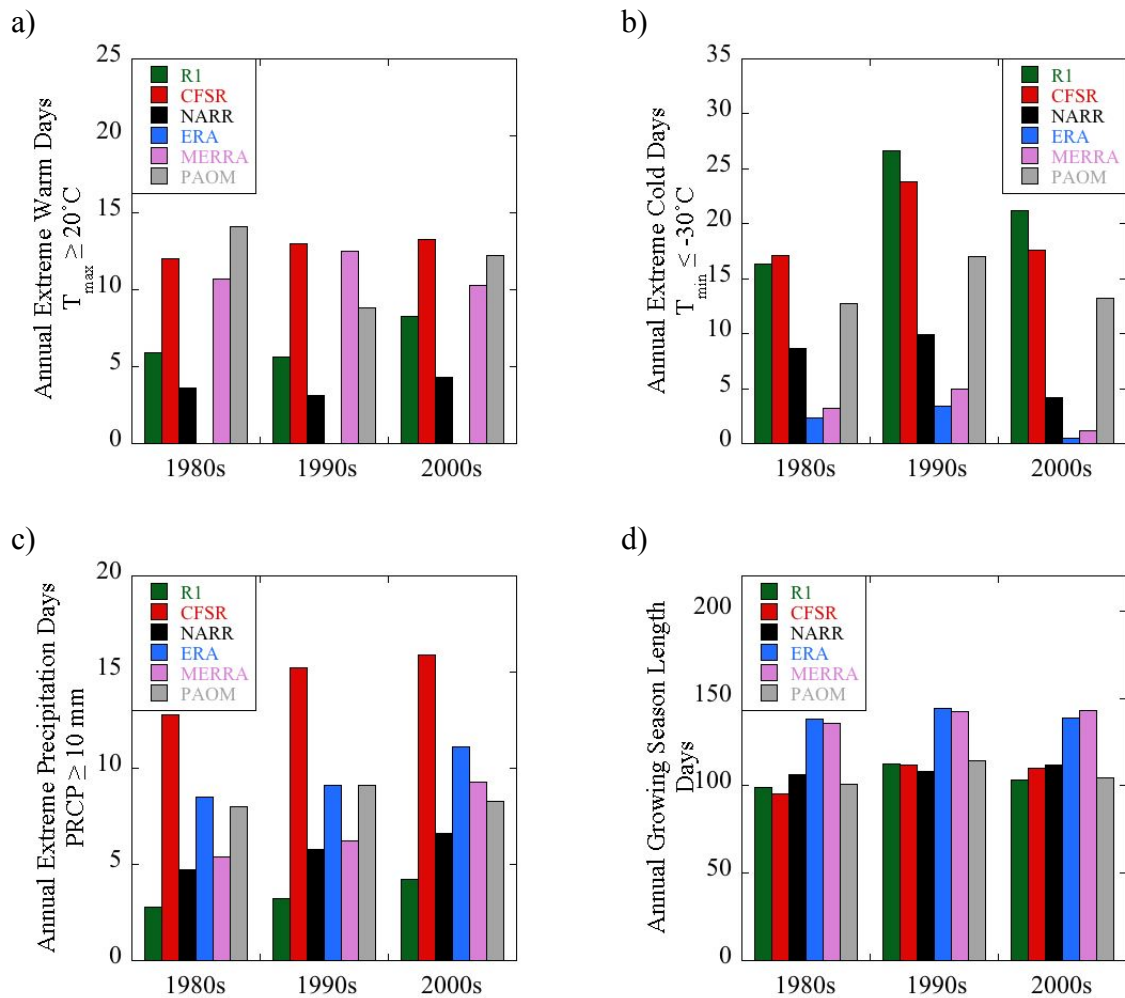 a)
Annual Extreme Warm Days
Tmax ≥ 20˚C
25
20
15
10
5
0
R1
CFSR
NARR
ERA
MERRA
PAOM
1980s
1990s
2000s
b)
Annual Extreme Cold Days
Tmin ≤ -30˚C
35
30
25
20
15
10
5
0
R1
CFSR
NARR
ERA
MERRA
PAOM
1980s
1990s
2000s
c)
Annual Extreme Precipitation Days
PRCP ≥ 10 mm
20
15
10
5
0
R1
CFSR
NARR
ERA
MERRA
PAOM
1980s
1990s
2000s
d)
Annual Growing Season Length
Days
200
150
100
50
0
R1
CFSR
NARR
ERA
MERRA
PAOM
1980s
1990s
2000s